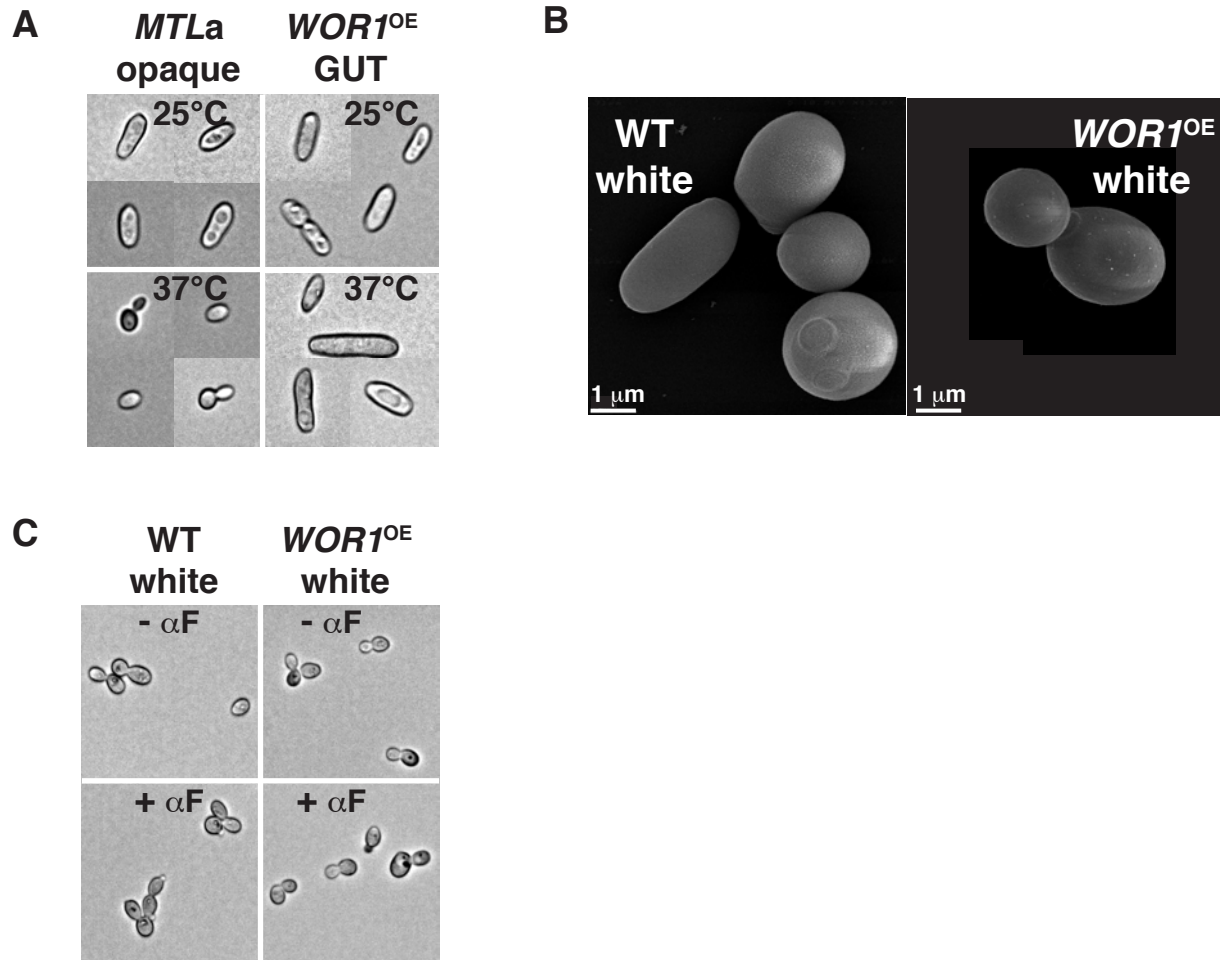 A
MTLa
opaque
WOR1OE
GUT
25°C
25°C
37°C
37°C
B
WT
white
WOR1OE
white
1 μm
1 μm
C
WT
white
WOR1OE
white
- αF
- αF
+ αF
+ αF